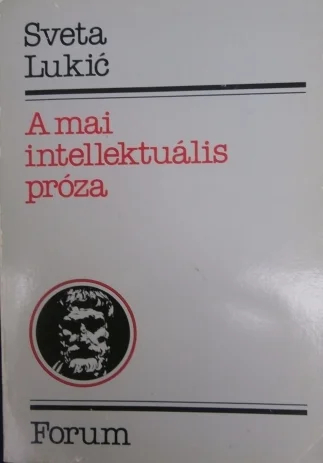 Sveta
Lukić
A mai
intellektuális
próza
Forum